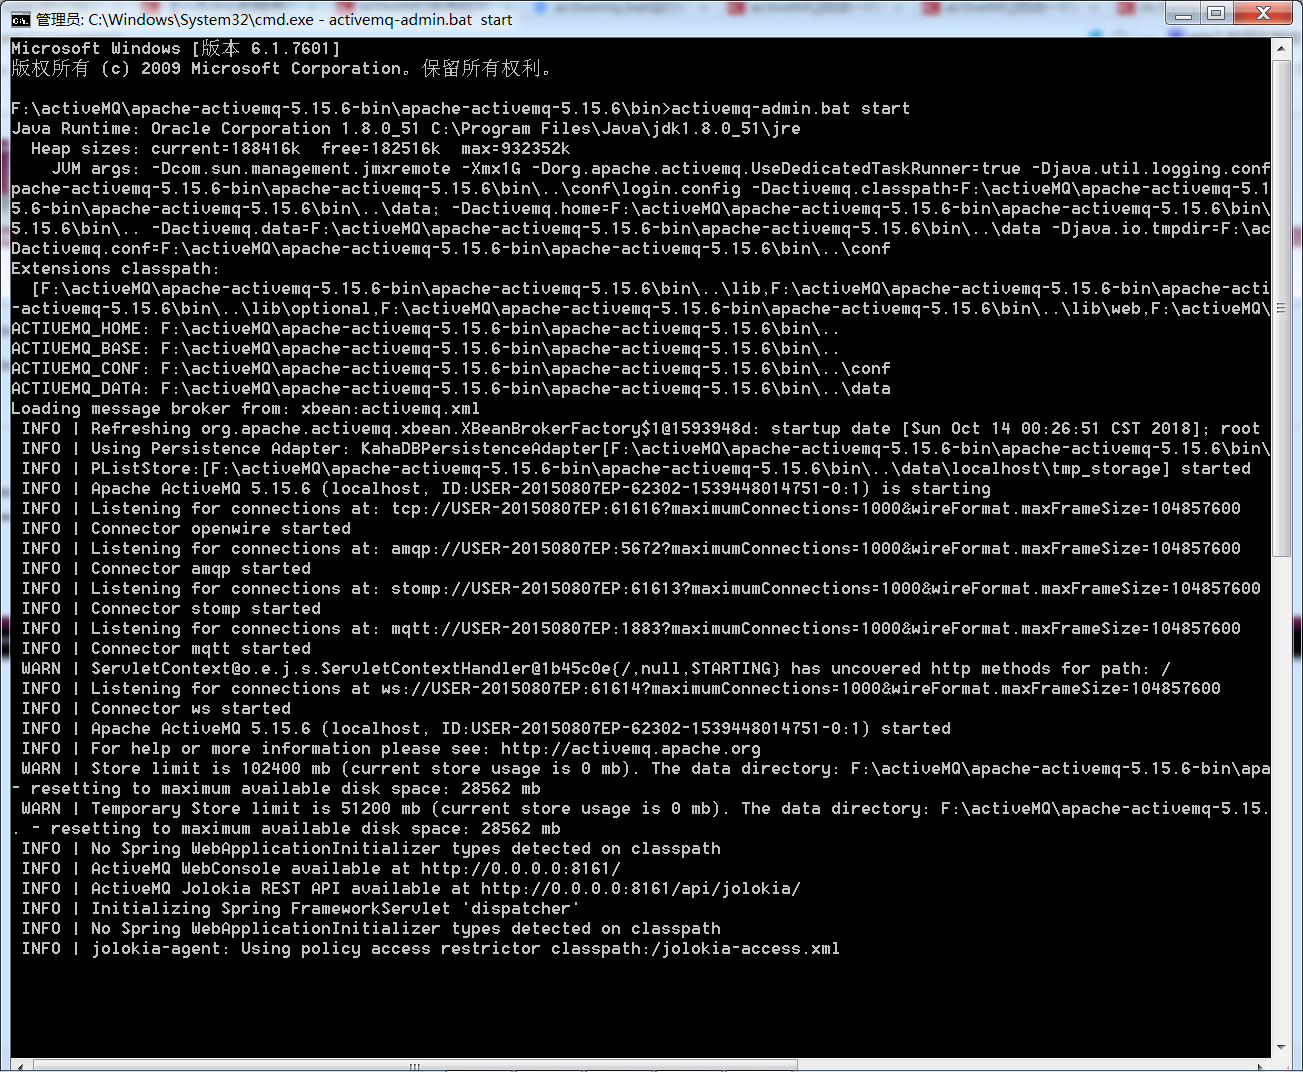 管理员: C:\Windows\System32\cmd.exe - activemq-admin.bat  start
Microsoft Windows [版本 6.1.7601]
版权所有 (c) 2009 Microsoft Corporation。保留所有权利。
F:\activeMQ\apache-activemq-5.15.6-bin\apache-activemq-5.15.6\bin>activemq-admin.bat start
Java Runtime: Oracle Corporation 1.8.0_51 C:\Program Files\Java\jdk1.8.0_51\jre
  Heap sizes: current=188416k  free=182516k  max=932352k
    JVM args: -Dcom.sun.management.jmxremote -Xmx1G -Dorg.apache.activemq.UseDedicatedTaskRunner=true -Djava.util.logging.conf
pache-activemq-5.15.6-bin\apache-activemq-5.15.6\bin\..\conf\login.config -Dactivemq.classpath=F:\activeMQ\apache-activemq-5.1
5.6-bin\apache-activemq-5.15.6\bin\..\data; -Dactivemq.home=F:\activeMQ\apache-activemq-5.15.6-bin\apache-activemq-5.15.6\bin\
5.15.6\bin\.. -Dactivemq.data=F:\activeMQ\apache-activemq-5.15.6-bin\apache-activemq-5.15.6\bin\..\data -Djava.io.tmpdir=F:\ac
Dactivemq.conf=F:\activeMQ\apache-activemq-5.15.6-bin\apache-activemq-5.15.6\bin\..\conf
Extensions classpath:
  [F:\activeMQ\apache-activemq-5.15.6-bin\apache-activemq-5.15.6\bin\..\lib,F:\activeMQ\apache-activemq-5.15.6-bin\apache-acti
-activemq-5.15.6\bin\..\lib\optional,F:\activeMQ\apache-activemq-5.15.6-bin\apache-activemq-5.15.6\bin\..\lib\web,F:\activeMQ\
ACTIVEMQ_HOME: F:\activeMQ\apache-activemq-5.15.6-bin\apache-activemq-5.15.6\bin\..
ACTIVEMQ_BASE: F:\activeMQ\apache-activemq-5.15.6-bin\apache-activemq-5.15.6\bin\..
ACTIVEMQ_CONF: F:\activeMQ\apache-activemq-5.15.6-bin\apache-activemq-5.15.6\bin\..\conf
ACTIVEMQ_DATA: F:\activeMQ\apache-activemq-5.15.6-bin\apache-activemq-5.15.6\bin\..\data
Loading message broker from: xbean:activemq.xml
 INFO | Refreshing org.apache.activemq.xbean.XBeanBrokerFactory$1@1593948d: startup date [Sun Oct 14 00:26:51 CST 2018]; root
 INFO | Using Persistence Adapter: KahaDBPersistenceAdapter[F:\activeMQ\apache-activemq-5.15.6-bin\apache-activemq-5.15.6\bin\
 INFO | PListStore:[F:\activeMQ\apache-activemq-5.15.6-bin\apache-activemq-5.15.6\bin\..\data\localhost\tmp_storage] started
 INFO | Apache ActiveMQ 5.15.6 (localhost, ID:USER-20150807EP-62302-1539448014751-0:1) is starting
 INFO | Listening for connections at: tcp://USER-20150807EP:61616?maximumConnections=1000&wireFormat.maxFrameSize=104857600
 INFO | Connector openwire started
 INFO | Listening for connections at: amqp://USER-20150807EP:5672?maximumConnections=1000&wireFormat.maxFrameSize=104857600
 INFO | Connector amqp started
 INFO | Listening for connections at: stomp://USER-20150807EP:61613?maximumConnections=1000&wireFormat.maxFrameSize=104857600
 INFO | Connector stomp started
 INFO | Listening for connections at: mqtt://USER-20150807EP:1883?maximumConnections=1000&wireFormat.maxFrameSize=104857600
 INFO | Connector mqtt started
 WARN | ServletContext@o.e.j.s.ServletContextHandler@1b45c0e{/,null,STARTING} has uncovered http methods for path: /
 INFO | Listening for connections at ws://USER-20150807EP:61614?maximumConnections=1000&wireFormat.maxFrameSize=104857600
 INFO | Connector ws started
 INFO | Apache ActiveMQ 5.15.6 (localhost, ID:USER-20150807EP-62302-1539448014751-0:1) started
 INFO | For help or more information please see: http://activemq.apache.org
 WARN | Store limit is 102400 mb (current store usage is 0 mb). The data directory: F:\activeMQ\apache-activemq-5.15.6-bin\apa
- resetting to maximum available disk space: 28562 mb
 WARN | Temporary Store limit is 51200 mb (current store usage is 0 mb). The data directory: F:\activeMQ\apache-activemq-5.15.
. - resetting to maximum available disk space: 28562 mb
 INFO | No Spring WebApplicationInitializer types detected on classpath
 INFO | ActiveMQ WebConsole available at http://0.0.0.0:8161/
 INFO | ActiveMQ Jolokia REST API available at http://0.0.0.0:8161/api/jolokia/
 INFO | Initializing Spring FrameworkServlet 'dispatcher'
 INFO | No Spring WebApplicationInitializer types detected on classpath
 INFO | jolokia-agent: Using policy access restrictor classpath:/jolokia-access.xml